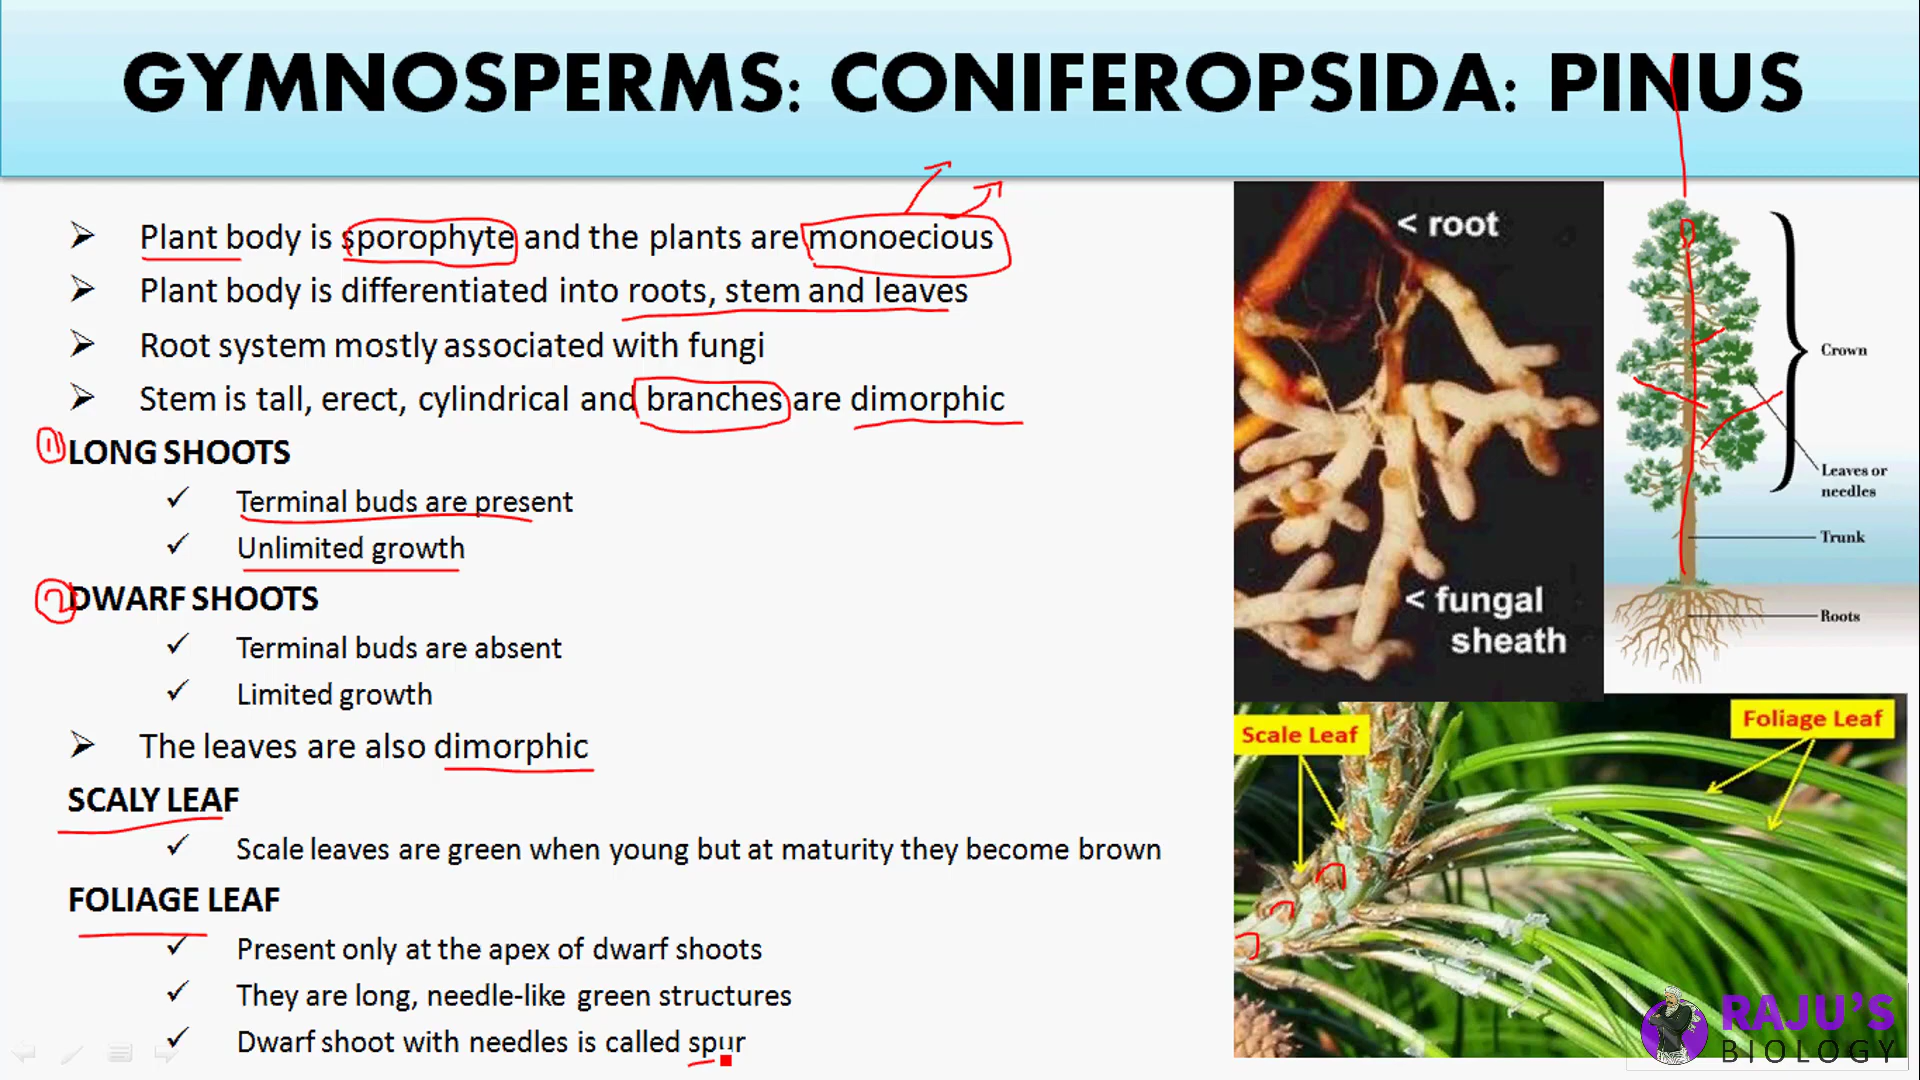 GYMNOSPERMS: CONIFEROPSIDA: PINUS
Plant body is sporophyte and the plants are monoecious
Plant body is differentiated into roots, stem and leaves
Root system mostly associated with fungi
Stem is tall, erect, cylindrical and branches are dimorphic
1 LONG SHOOTS
Terminal buds are present
Unlimited growth
2 DWARF SHOOTS
Terminal buds are absent
Limited growth
The leaves are also dimorphic
SCALY LEAF
Scale leaves are green when young but at maturity they become brown
FOLIAGE LEAF
Present only at the apex of dwarf shoots
They are long, needle-like green structures
Dwarf shoot with needles is called spur
< root
< fungal
sheath
Crown
Leaves or
needles
Trunk
Roots
Scale Leaf
Foliage Leaf
RAJU'S
BIOLOGY